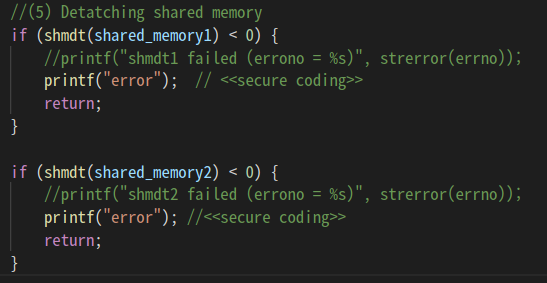 //(5) Detatching shared memory
if (shmdt(shared_memory1) < 0) {
    //printf("shmdt1 failed (errono = %s)", strerror(errno));
    printf("error");  // <<secure coding>>
    return;
}

if (shmdt(shared_memory2) < 0) {
    //printf("shmdt2 failed (errono = %s)", strerror(errno));
    printf("error"); //<<secure coding>>
    return;
}